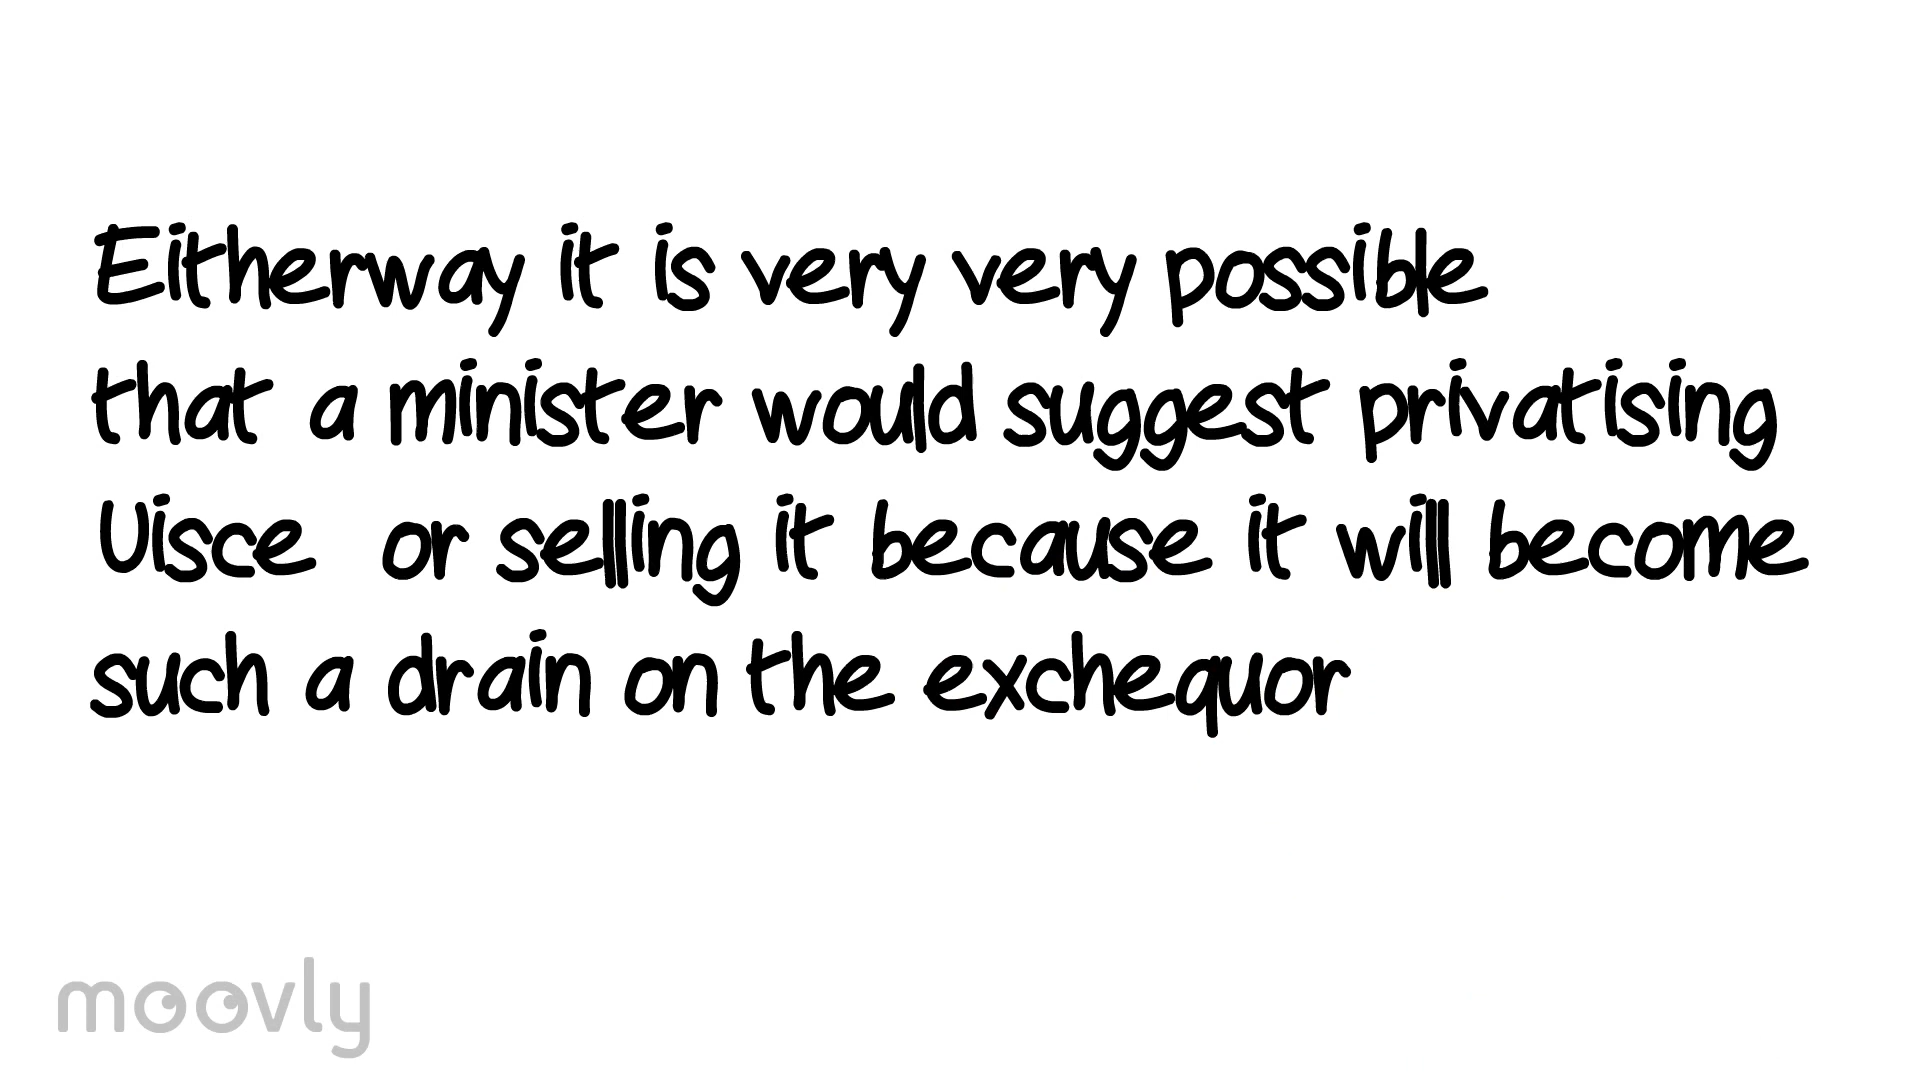 Eitherway it is very very possible
that a minister would suggest privatising
Uisce or selling it because it will become
such a drain on the exchequor
moovly